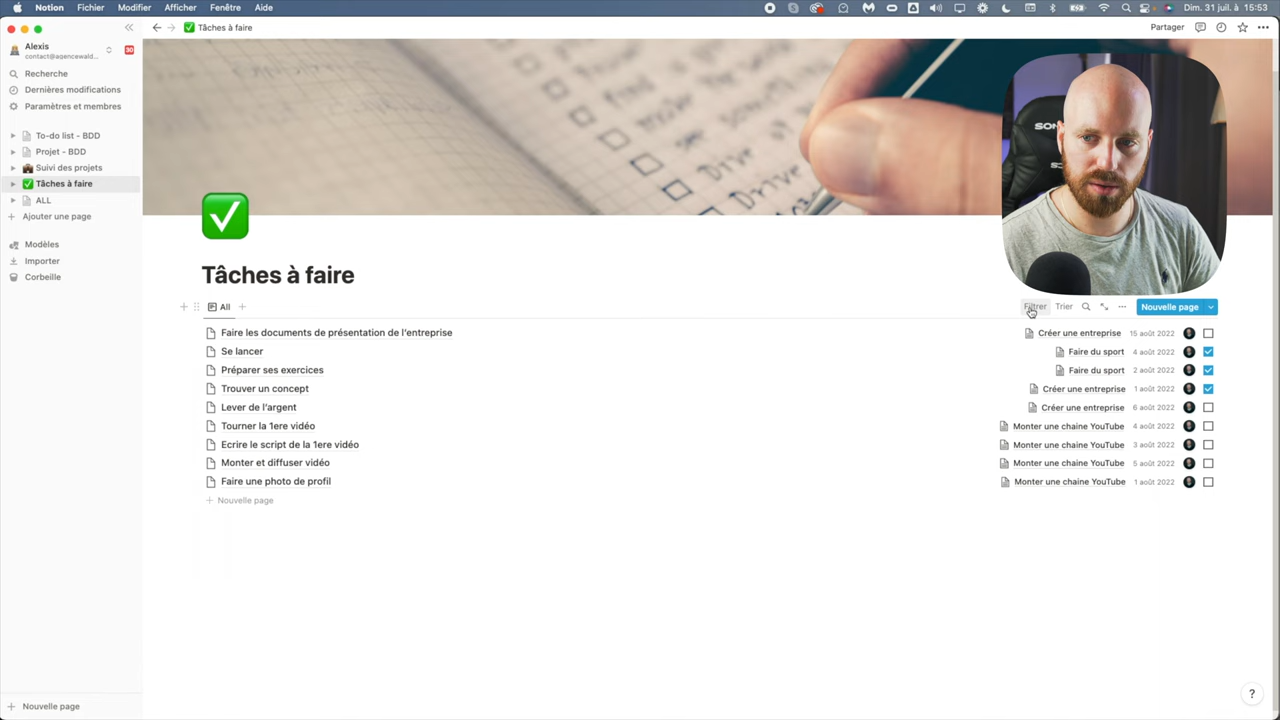 Notion Fichier Modifier Afficher Fenêtre Aide Dim. 31 juil. à 15:53
Tâches à faire Partager
Alexis 30
contact@agencewald...
Recherche
Dernières modifications
Paramètres et membres
To-do list - BDD
Projet - BDD
Suivi des projets
Tâches à faire
ALL
Ajouter une page
Modèles
Importer
Corbeille
Nouvelle page
Drive
SON
Tâches à faire
All Filtrer Trier Nouvelle page
Faire les documents de présentation de l'entreprise Créer une entreprise 15 août 2022
Se lancer Faire du sport 4 août 2022
Préparer ses exercices Faire du sport 2 août 2022
Trouver un concept Créer une entreprise 1 août 2022
Lever de l'argent Créer une entreprise 6 août 2022
Tourner la 1ere vidéo Monter une chaine YouTube 4 août 2022
Ecrire le script de la 1ere vidéo Monter une chaine YouTube 3 août 2022
Monter et diffuser vidéo Monter une chaine YouTube 5 août 2022
Faire une photo de profil Monter une chaine YouTube 1 août 2022
Nouvelle page
?